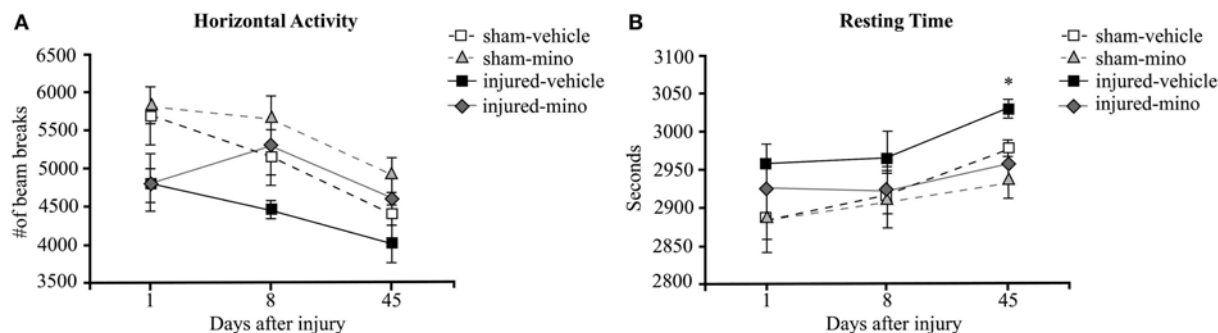 A
Horizontal Activity
#of beam breaks
6500
6000
5500
5000
4500
4000
3500
1
8
45
Days after injury
sham-vehicle
sham-mino
injured-vehicle
injured-mino
B
Resting Time
Seconds
3100
3050
3000
2950
2900
2850
2800
*
1
8
45
Days after injury
sham-vehicle
sham-mino
injured-vehicle
injured-mino